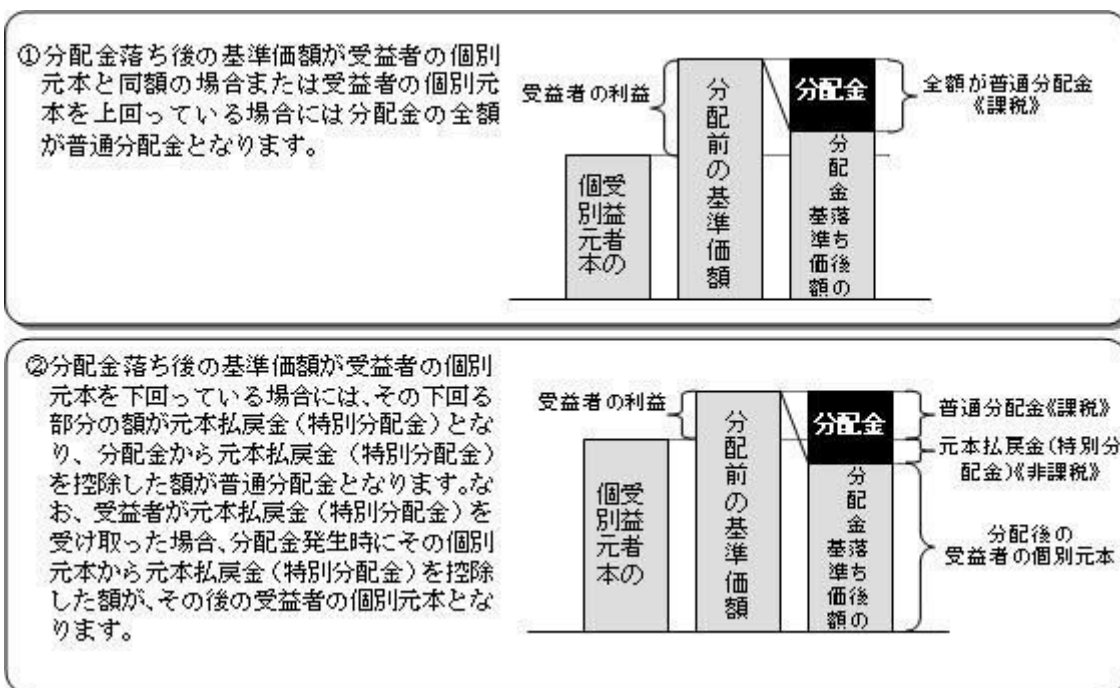 ①分配金落ち後の基準価額が受益者の個別
元本と同額の場合または受益者の個別元
本を上回っている場合には分配金の全額
が普通分配金となります。
受益者の利益
受益者の
個別元本
分配前の基準価額
分配金
分配金落ち後の
基準価額
全額が普通分配金
《課税》
②分配金落ち後の基準価額が受益者の個別
元本を下回っている場合には、その下回る
部分の額が元本払戻金(特別分配金)とな
り、分配金から元本払戻金(特別分配金)
を控除した額が普通分配金となります。な
お、受益者が元本払戻金(特別分配金)を
受け取った場合、分配金発生時にその個別
元本から元本払戻金(特別分配金)を控除
した額が、その後の受益者の個別元本とな
ります。
受益者の利益
受益者の
個別元本
分配前の基準価額
分配金
分配金落ち後の
基準価額
普通分配金《課税》
元本払戻金(特別分
配金)《非課税》
分配後の
受益者の個別元本